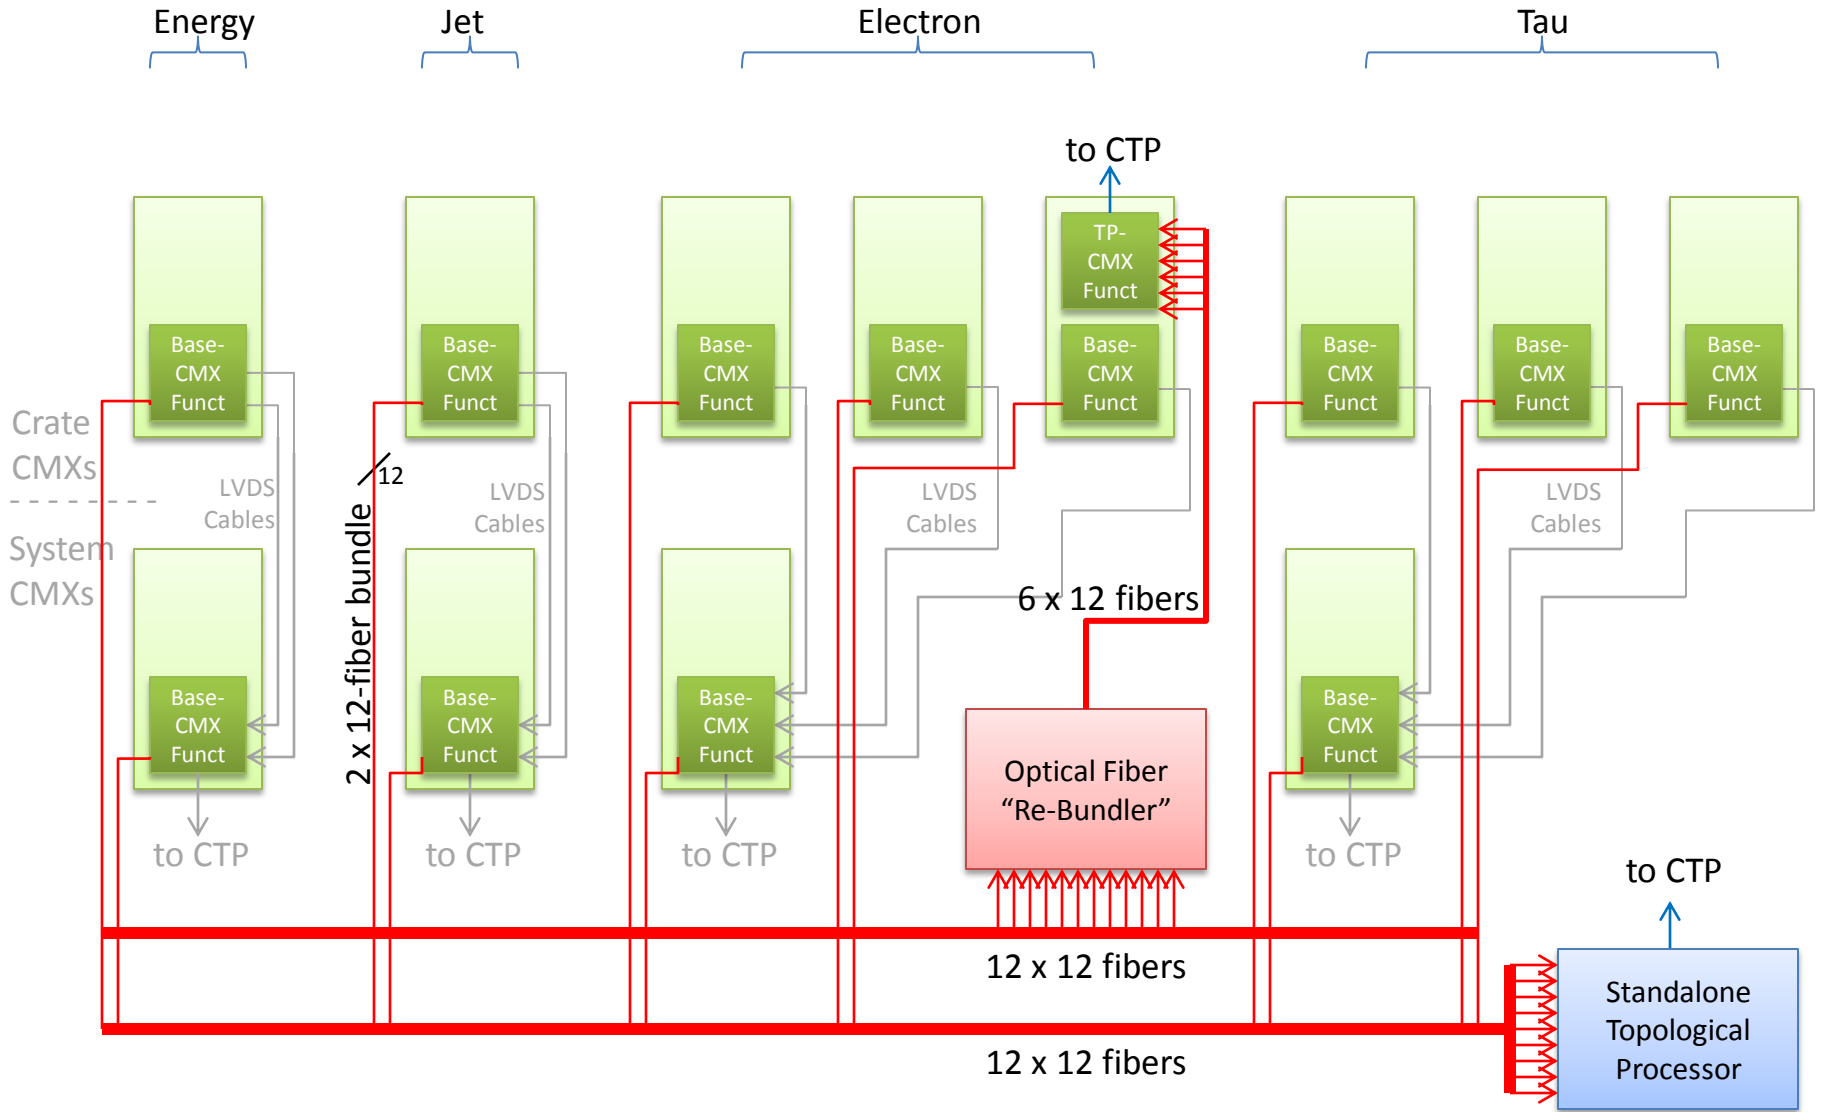 Energy
Jet
Electron
Tau
to CTP
TP-
CMX
Funct
Base-
CMX
Funct
Base-
CMX
Funct
Base-
CMX
Funct
Base-
CMX
Funct
Base-
CMX
Funct
Base-
CMX
Funct
Base-
CMX
Funct
Base-
CMX
Funct
Crate
CMXs
System
CMXs
12
2 x 12-fiber bundle
LVDS
Cables
LVDS
Cables
LVDS
Cables
LVDS
Cables
6 x 12 fibers
Base-
CMX
Funct
Base-
CMX
Funct
Base-
CMX
Funct
Base-
CMX
Funct
Optical Fiber
“Re-Bundler”
to CTP
to CTP
to CTP
to CTP
to CTP
12 x 12 fibers
Standalone
Topological
Processor
12 x 12 fibers